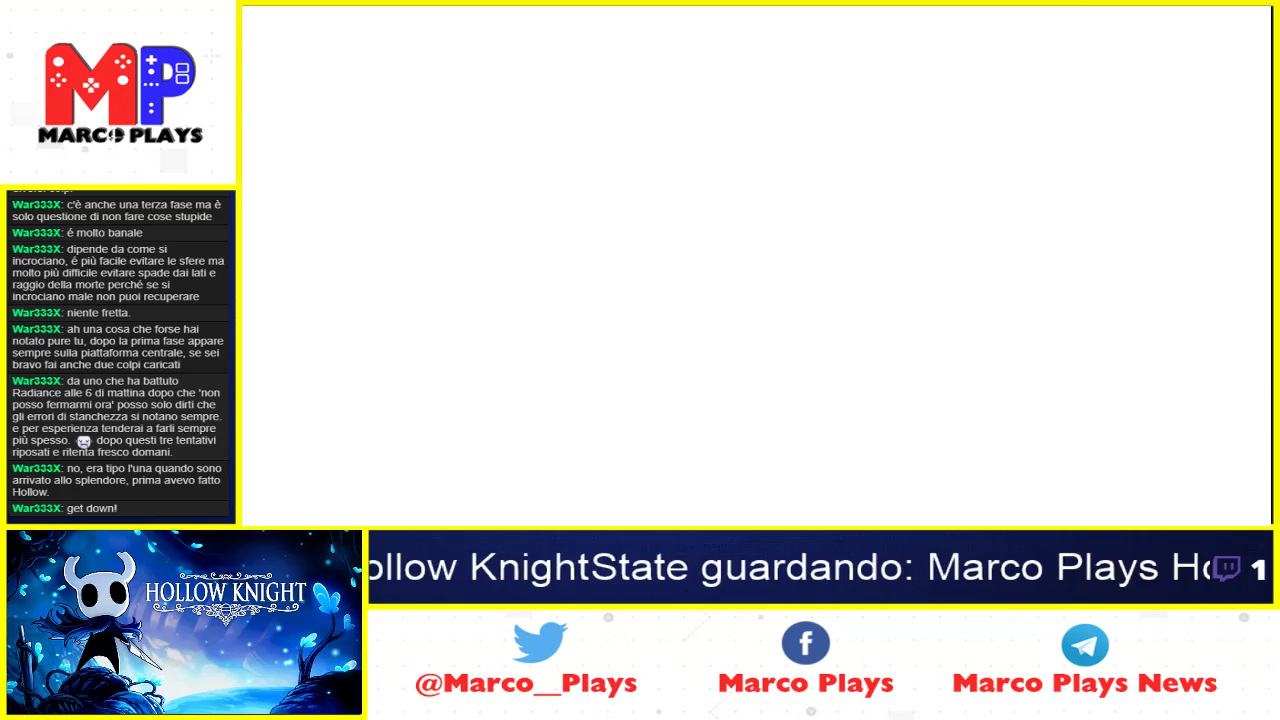 MP
MARCO PLAYS
War333X: c'è anche una terza fase ma è
solo questione di non fare cose stupide
War333X: é molto banale
War333X: dipende da come si
incrociano, é più facile evitare le sfere ma
molto più difficile evitare spade dai lati e
raggio della morte perché se si
incrociano male non puoi recuperare
War333X: niente fretta.
War333X: ah una cosa che forse hai
notato pure tu, dopo la prima fase appare
sempre sulla piattaforma centrale, se sei
bravo fai anche due colpi caricati
War333X: da uno che ha battuto
Radiance alle 6 di mattina dopo che 'non
posso fermarmi ora' posso solo dirti che
gli errori di stanchezza si notano sempre.
e per esperienza tenderai a farli sempre
più spesso. dopo questi tre tentativi
riposati e ritenta fresco domani.
War333X: no, era tipo l'una quando sono
arrivato allo splendore, prima avevo fatto
Hollow.
War333X: get down!
HOLLOW KNIGHT
ollow KnightState guardando: Marco Plays Ho 1
@Marco__Plays
Marco Plays
Marco Plays News